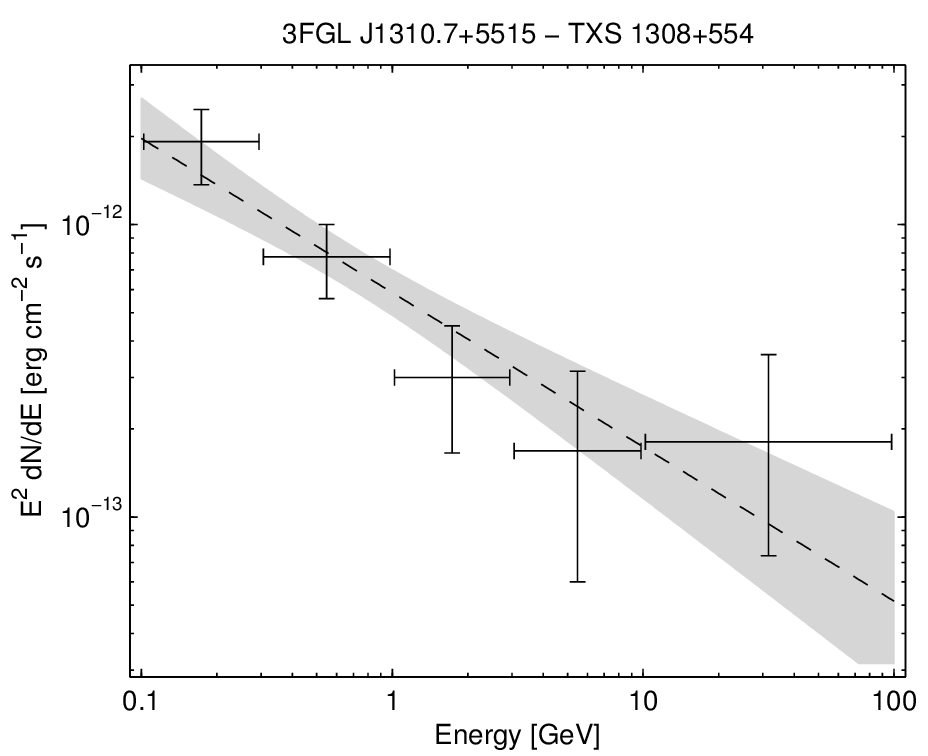 3FGL J1310.7+5515 − TXS 1308+554
E² dN/dE [erg cm⁻² s⁻¹]
10⁻¹²
10⁻¹³
0.1 1 10 100
Energy [GeV]